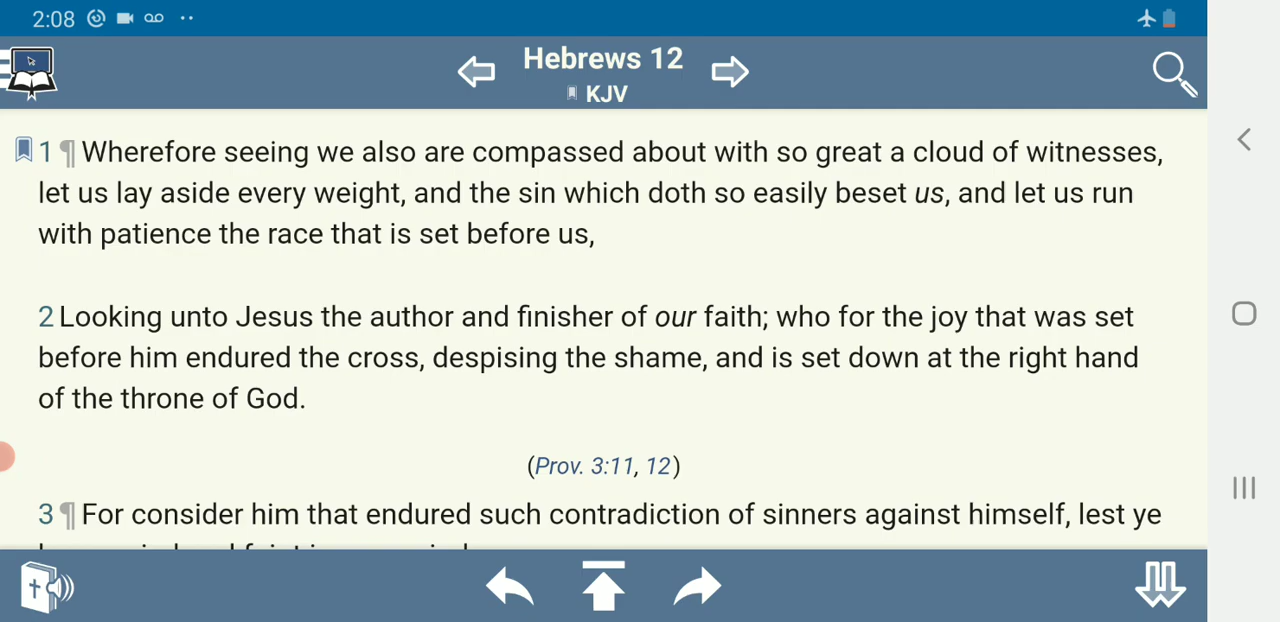 2:08
Hebrews 12
KJV
1 ¶ Wherefore seeing we also are compassed about with so great a cloud of witnesses,
let us lay aside every weight, and the sin which doth so easily beset us, and let us run
with patience the race that is set before us,
2 Looking unto Jesus the author and finisher of our faith; who for the joy that was set
before him endured the cross, despising the shame, and is set down at the right hand
of the throne of God.
(Prov. 3:11, 12)
3 ¶ For consider him that endured such contradiction of sinners against himself, lest ye